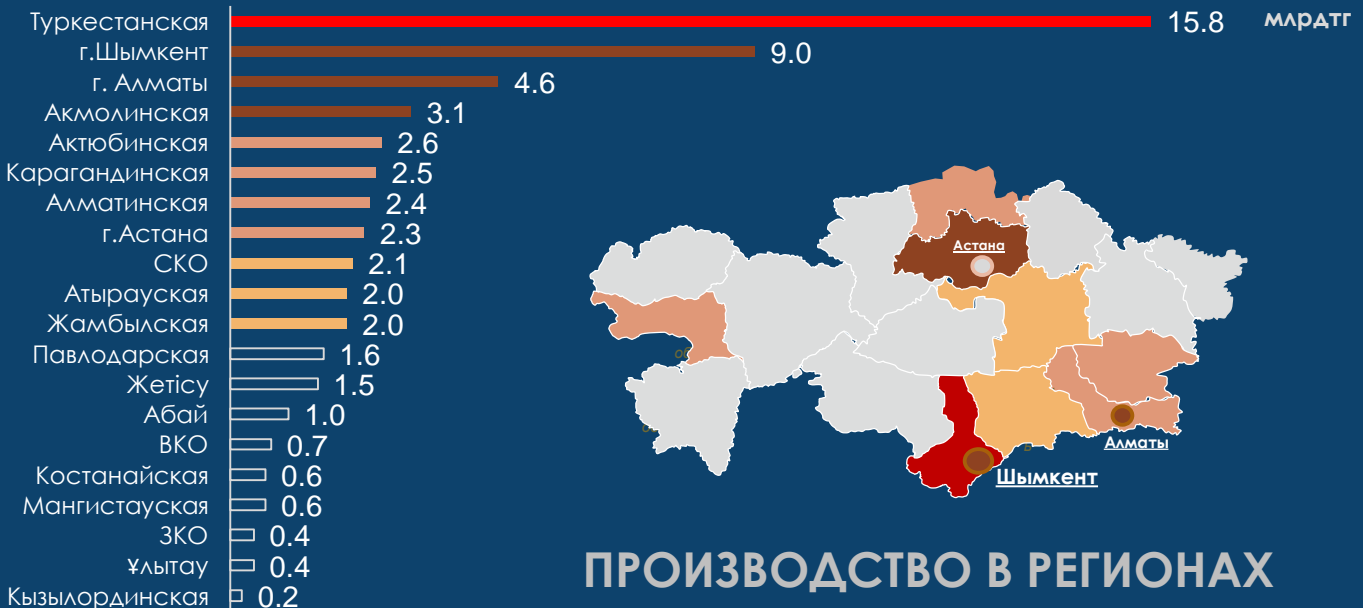 Туркестанская 15.8 млрдтг
г.Шымкент 9.0
г. Алматы 4.6
Акмолинская 3.1
Актюбинская 2.6
Карагандинская 2.5
Алматинская 2.4
г.Астана 2.3
СКО 2.1
Атырауская 2.0
Жамбылская 2.0
Павлодарская 1.6
Жетісу 1.5
Абай 1.0
ВКО 0.7
Костанайская 0.6
Мангистауская 0.6
ЗКО 0.4
Ұлытау 0.4
Кызылординская 0.2
Астана
Алматы
Шымкент
ПРОИЗВОДСТВО В РЕГИОНАХ